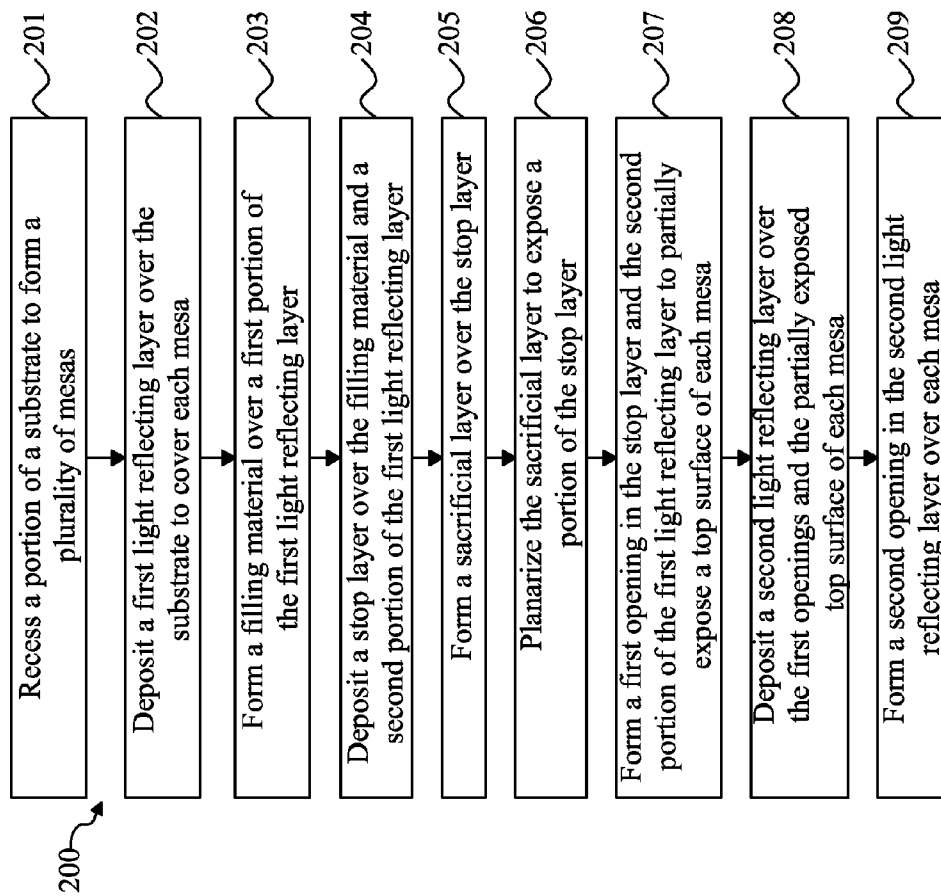 200
Recess a portion of a substrate to form a
plurality of mesas
201
Deposit a first light reflecting layer over the
substrate to cover each mesa
202
Form a filling material over a first portion of
the first light reflecting layer
203
Deposit a stop layer over the filling material and a
second portion of the first light reflecting layer
204
Form a sacrificial layer over the stop layer
205
Planarize the sacrificial layer to expose a
portion of the stop layer
206
Form a first opening in the stop layer and the second
portion of the first light reflecting layer to partially
expose a top surface of each mesa
207
Deposit a second light reflecting layer over
the first openings and the partially exposed
top surface of each mesa
208
Form a second opening in the second light
reflecting layer over each mesa
209